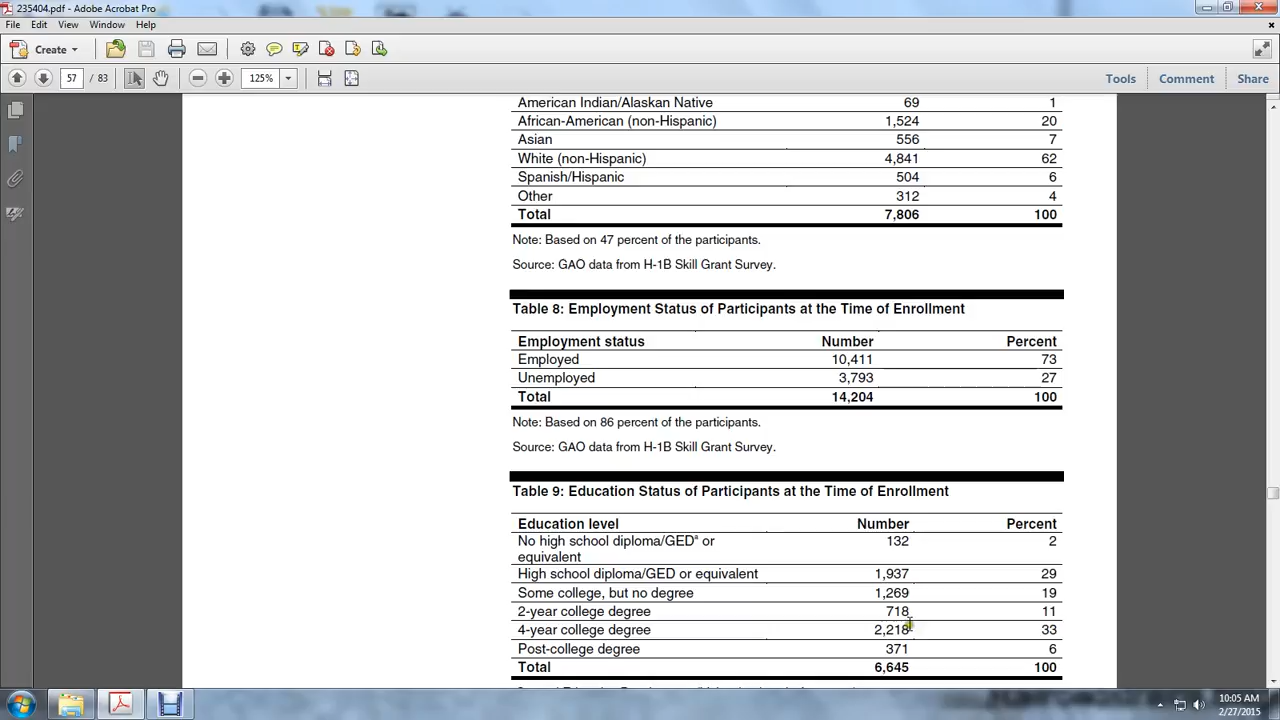 235404.pdf - Adobe Acrobat Pro
File Edit View Window Help
Create
57 / 83 125% Tools Comment Share
American Indian/Alaskan Native 69 1
African-American (non-Hispanic) 1,524 20
Asian 556 7
White (non-Hispanic) 4,841 62
Spanish/Hispanic 504 6
Other 312 4
Total 7,806 100
Note: Based on 47 percent of the participants.
Source: GAO data from H-1B Skill Grant Survey.
Table 8: Employment Status of Participants at the Time of Enrollment
Employment status Number Percent
Employed 10,411 73
Unemployed 3,793 27
Total 14,204 100
Note: Based on 86 percent of the participants.
Source: GAO data from H-1B Skill Grant Survey.
Table 9: Education Status of Participants at the Time of Enrollment
Education level Number Percent
No high school diploma/GEDª or 132 2
equivalent
High school diploma/GED or equivalent 1,937 29
Some college, but no degree 1,269 19
2-year college degree 718 11
4-year college degree 2,218 33
Post-college degree 371 6
Total 6,645 100
10:05 AM
2/27/2015